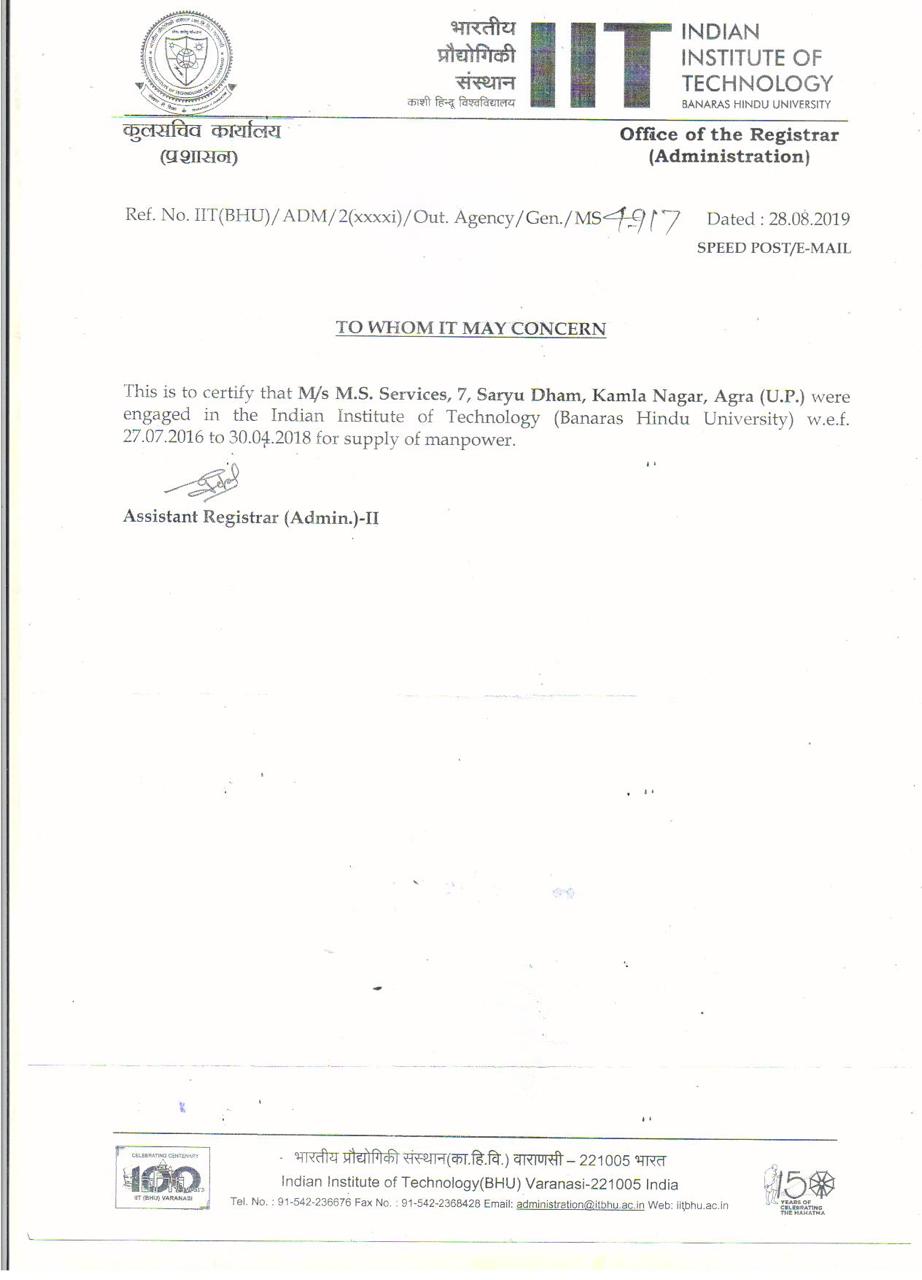 भारतीय
प्रौद्योगिकी
संस्थान
काशी हिन्दू विश्वविद्यालय
IIT
INDIAN
INSTITUTE OF
TECHNOLOGY
BANARAS HINDU UNIVERSITY
कुलसचिव कार्यालय
(प्रशासन)
Office of the Registrar
(Administration)
Ref. No. IIT(BHU)/ADM/2(xxxxi)/Out. Agency/Gen./MS 4917 Dated : 28.08.2019
SPEED POST/E-MAIL
TO WHOM IT MAY CONCERN
This is to certify that M/s M.S. Services, 7, Saryu Dham, Kamla Nagar, Agra (U.P.) were
engaged in the Indian Institute of Technology (Banaras Hindu University) w.e.f.
27.07.2016 to 30.04.2018 for supply of manpower.
Assistant Registrar (Admin.)-II
CELEBRATING CENTENARY
100
YEARS
IIT (BHU) VARANASI
भारतीय प्रौद्योगिकी संस्थान(का.हि.वि.) वाराणसी – 221005 भारत
Indian Institute of Technology(BHU) Varanasi-221005 India
Tel. No. : 91-542-236676 Fax No. : 91-542-2368428 Email: administration@itbhu.ac.in Web: iitbhu.ac.in
150
YEARS OF
CELEBRATING
THE MAHATMA